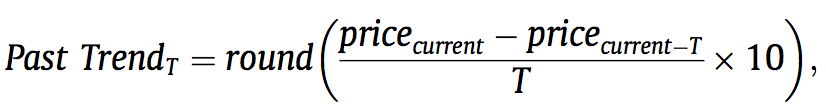 Past Trend_T = round((price_current − price_current−T)/T × 10),